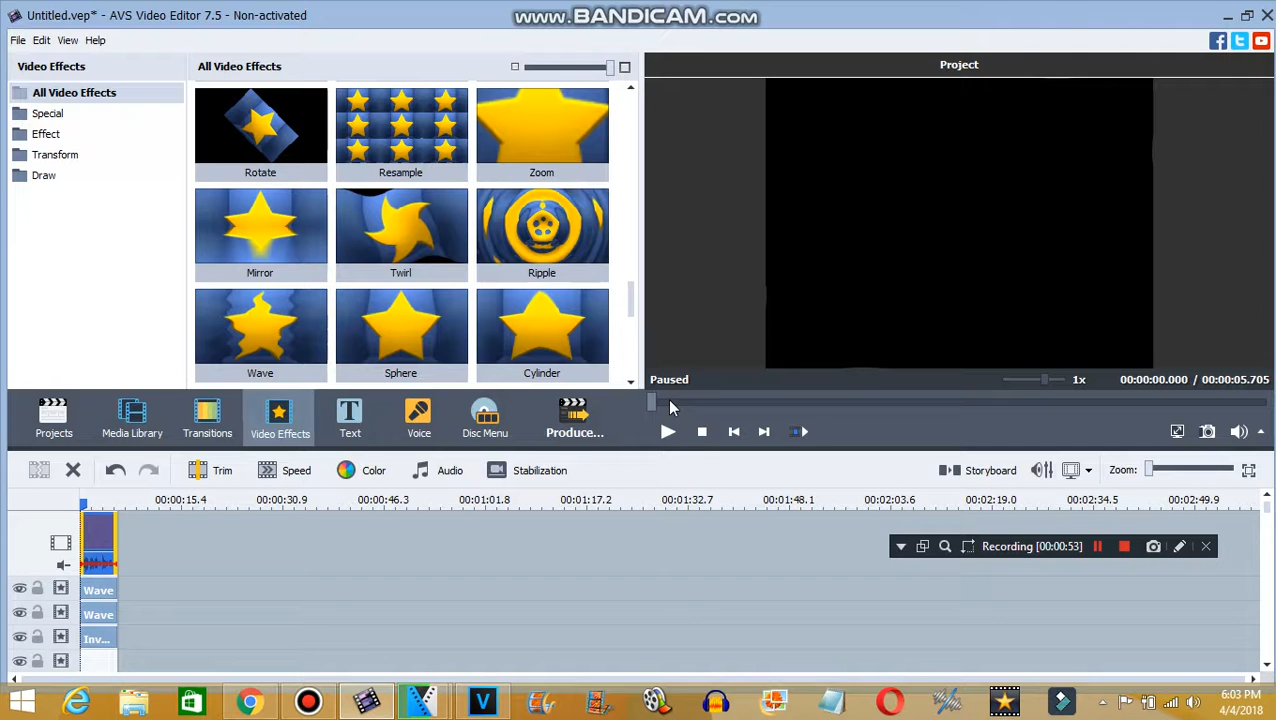 Untitled.vep* - AVS Video Editor 7.5 - Non-activated
www.BANDICAM.com
File Edit View Help
Video Effects
All Video Effects
Project
All Video Effects
Special
Effect
Transform
Draw
Rotate Resample Zoom
Mirror Twirl Ripple
Wave Sphere Cylinder
Paused 1x 00:00:00.000 / 00:00:05.705
Projects Media Library Transitions Video Effects Text Voice Disc Menu Produce...
Trim Speed Color Audio Stabilization Storyboard Zoom:
00:00:15.4 00:00:30.9 00:00:46.3 00:01:01.8 00:01:17.2 00:01:32.7 00:01:48.1 00:02:03.6 00:02:19.0 00:02:34.5 00:02:49.9
Recording [00:00:53]
Wave
Wave
Inv...
6:03 PM
4/4/2018